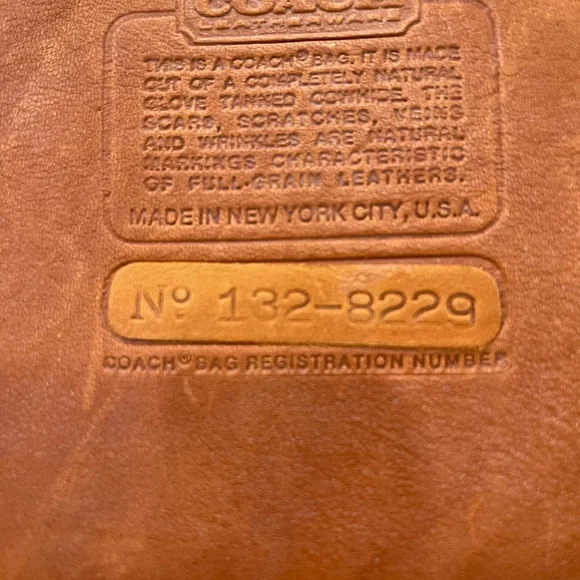 COACH
LEATHERWARE
THIS IS A COACH® BAG. IT IS MADE
OUT OF A COMPLETELY NATURAL
GLOVE TANNED COWHIDE. THE
SCARS, SCRATCHES, VEINS
AND WRINKLES ARE NATURAL
MARKINGS CHARACTERISTIC
OF FULL-GRAIN LEATHERS.
MADE IN NEW YORK CITY, U.S.A.
Nº 132-8229
COACH® BAG REGISTRATION NUMBER